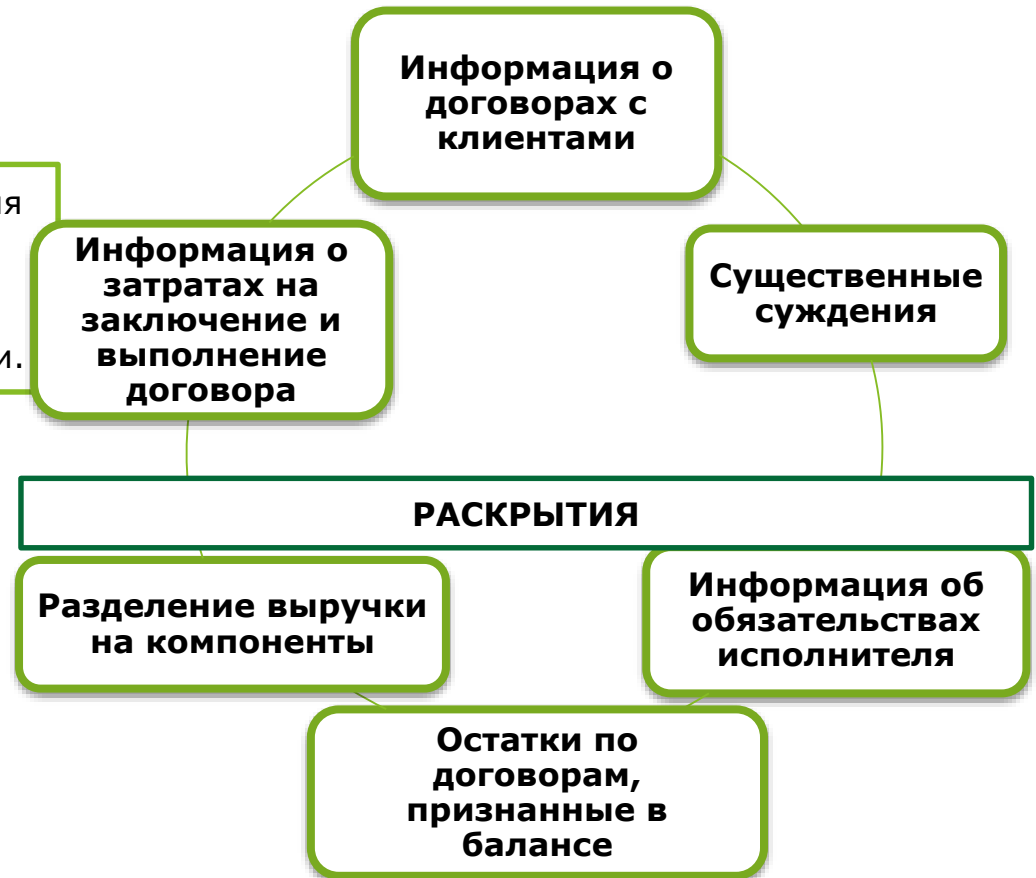 Информация о
договорах с
клиентами
Информация о
затратах на
заключение и
выполнение
договора
Существенные
суждения
РАСКРЫТИЯ
Разделение выручки
на компоненты
Информация об
обязательствах
исполнителя
Остатки по
договорам,
признанные в
балансе